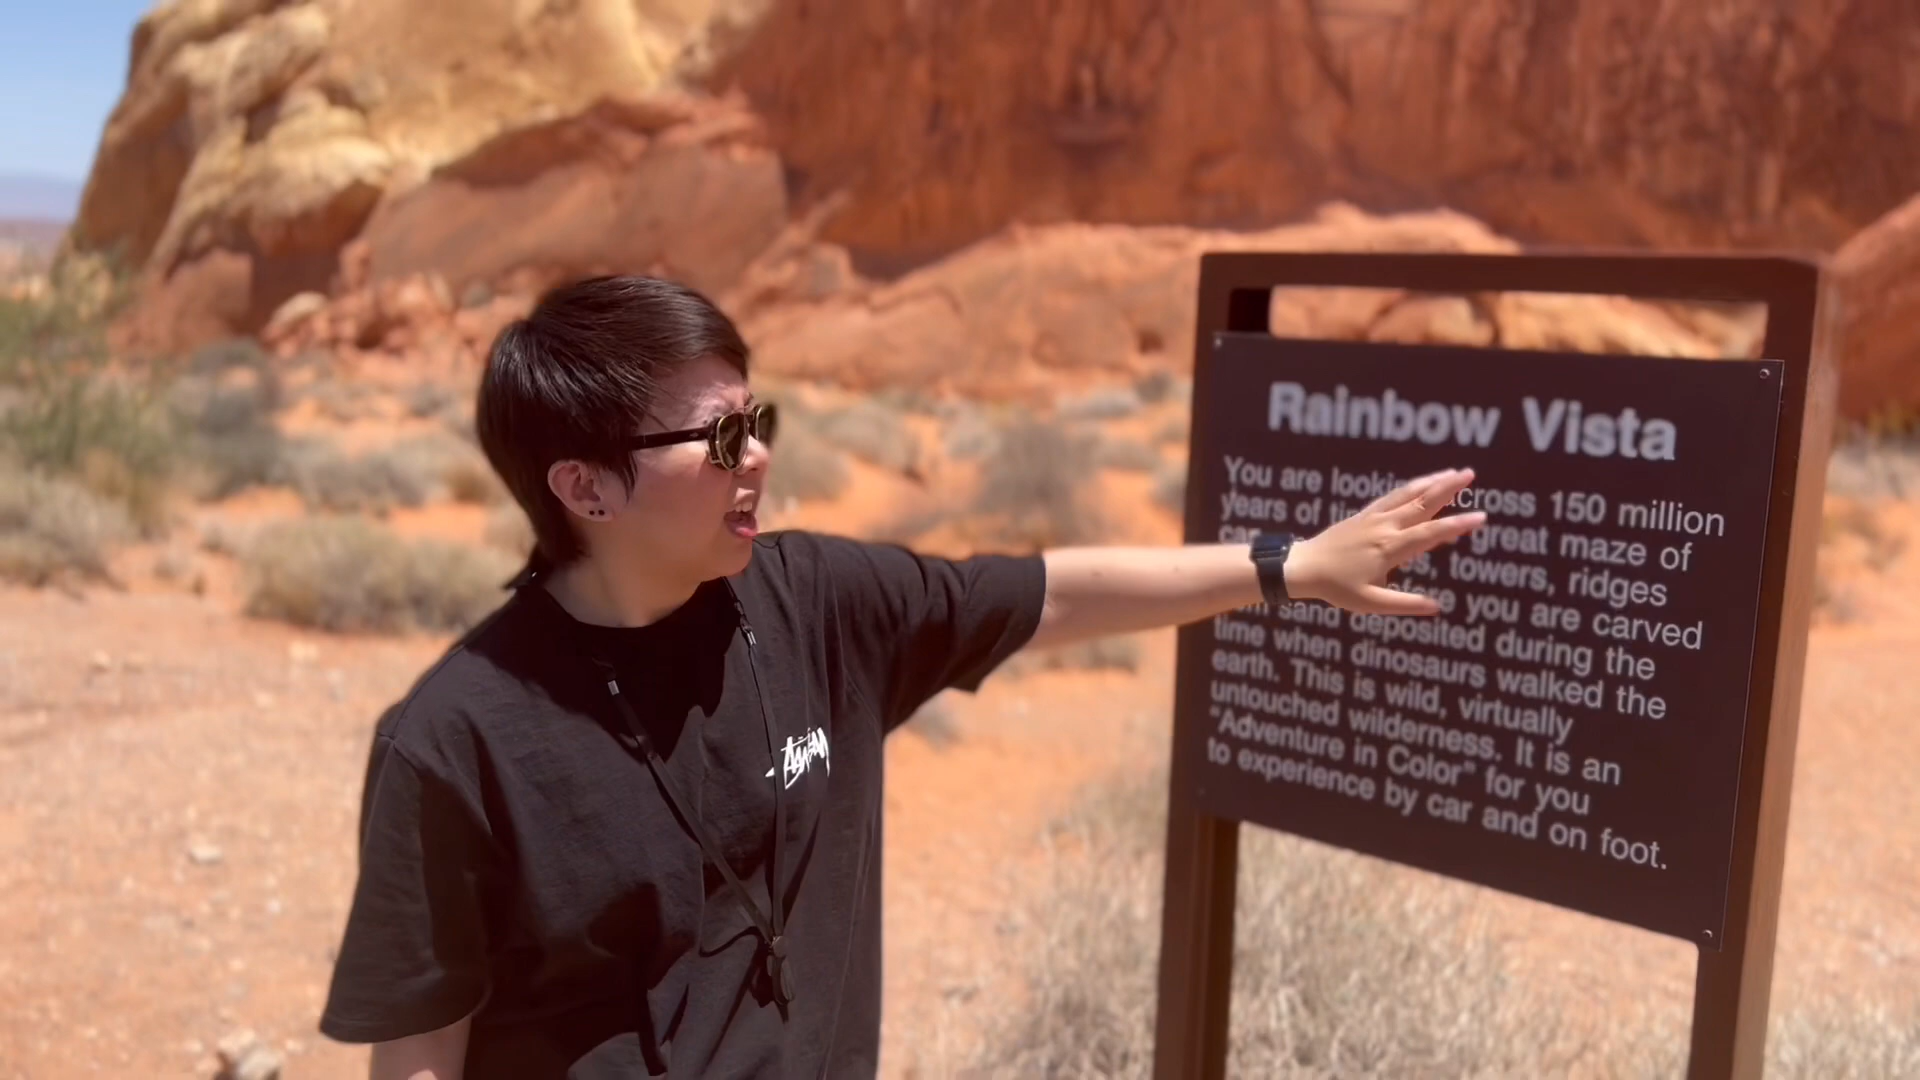 Rainbow Vista
You are looking across 150 million
years of great maze of
towers, ridges
before you are carved
sand deposited during the
time when dinosaurs walked the
earth. This is wild, virtually
untouched wilderness. It is an
"Adventure in Color" for you
to experience by car and on foot.